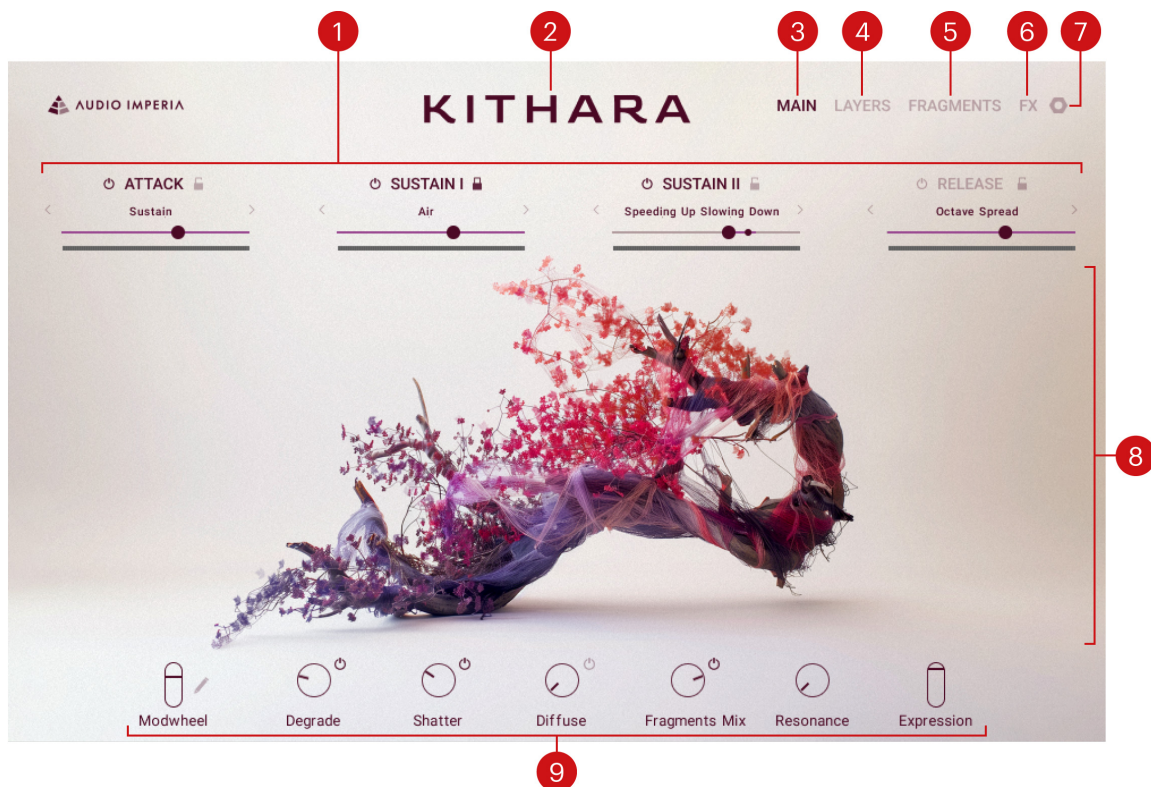 1 2 3 4 5 6 7
AUDIO IMPERIA
KITHARA
MAIN LAYERS FRAGMENTS FX
ATTACK SUSTAIN I SUSTAIN II RELEASE
Sustain Air Speeding Up Slowing Down Octave Spread
8
Modwheel Degrade Shatter Diffuse Fragments Mix Resonance Expression
9